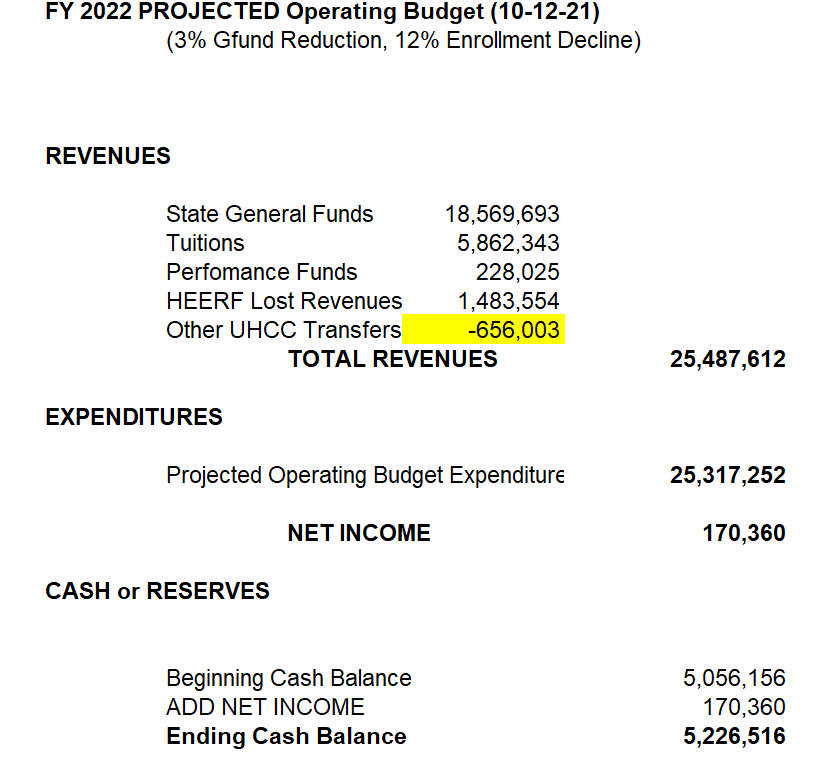 FY 2022 PROJECTED Operating Budget (10-12-21)
(3% Gfund Reduction, 12% Enrollment Decline)
REVENUES
State General Funds 18,569,693
Tuitions 5,862,343
Perfomance Funds 228,025
HEERF Lost Revenues 1,483,554
Other UHCC Transfers -656,003
TOTAL REVENUES 25,487,612
EXPENDITURES
Projected Operating Budget Expenditure 25,317,252
NET INCOME 170,360
CASH or RESERVES
Beginning Cash Balance 5,056,156
ADD NET INCOME 170,360
Ending Cash Balance 5,226,516